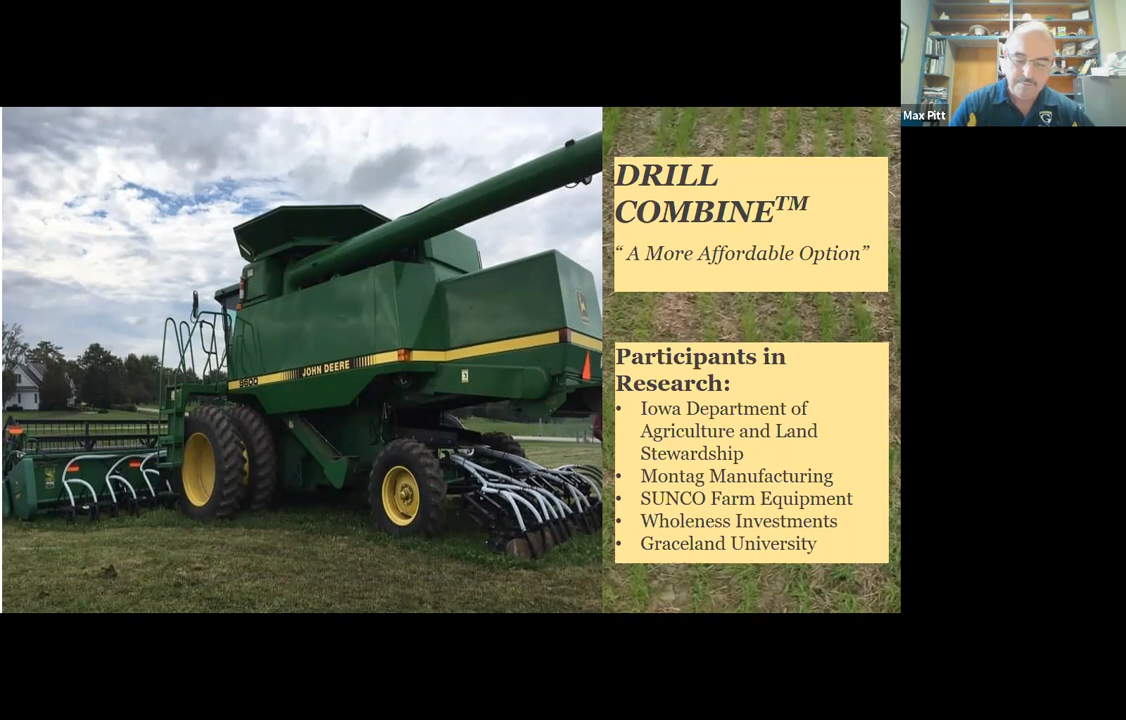 Max Pitt
DRILL
COMBINE™
“ A More Affordable Option”
JOHN DEERE
9600
Participants in
Research:
• Iowa Department of
Agriculture and Land
Stewardship
• Montag Manufacturing
• SUNCO Farm Equipment
• Wholeness Investments
• Graceland University